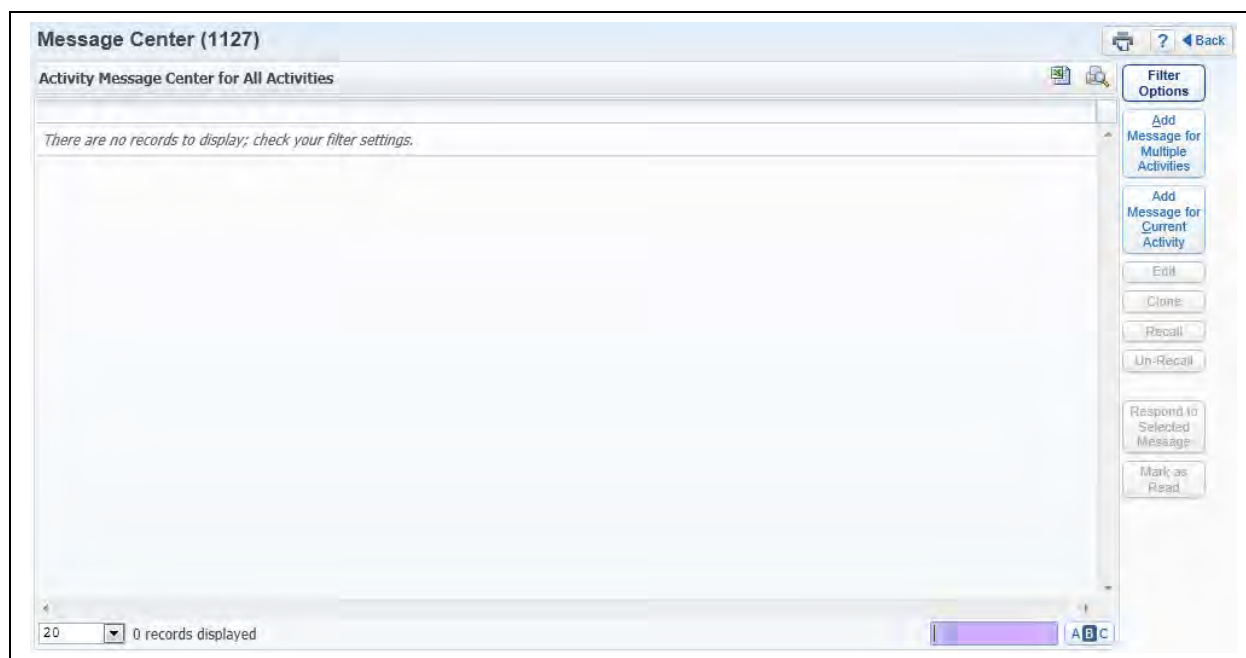 Message Center (1127)
? Back
Activity Message Center for All Activities
Filter
Options
There are no records to display; check your filter settings.
Add
Message for
Multiple
Activities
Add
Message for
Current
Activity
Edit
Clone
Recall
Un-Recall
Respond to
Selected
Message
Mark as
Read
20
0 records displayed
A B C